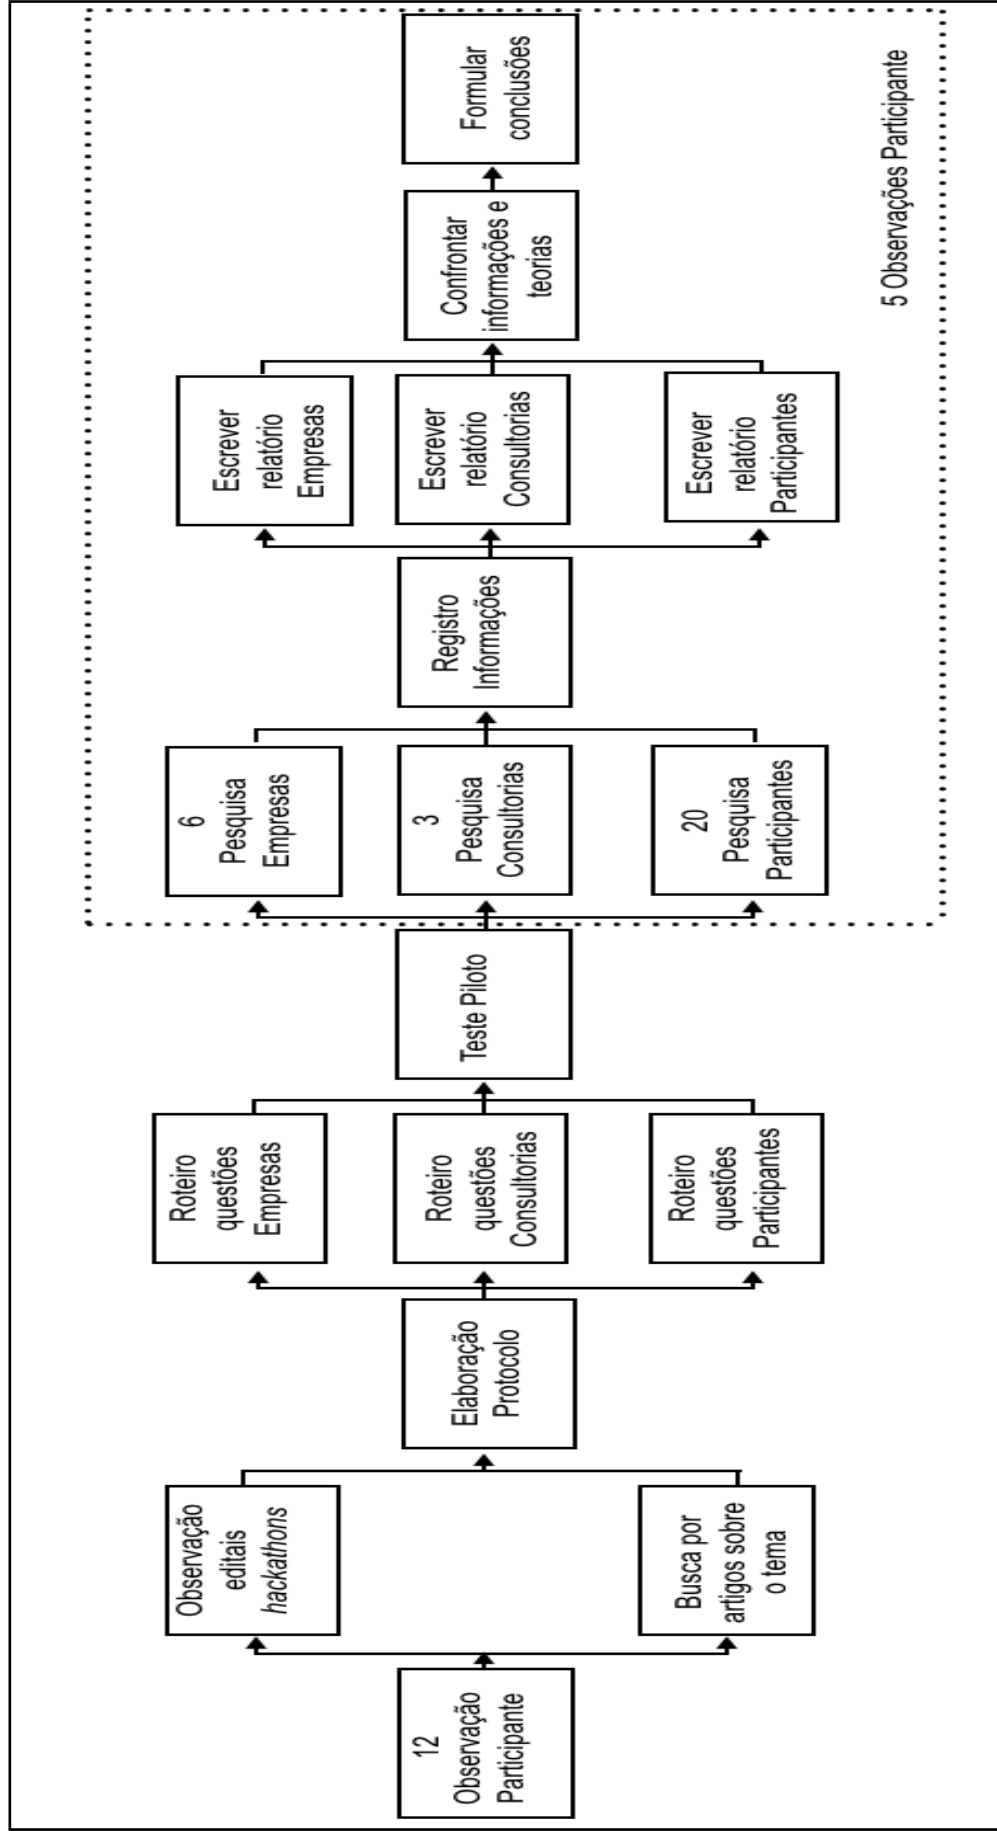 12
Observação
Participante
Observação
editais
hackathons
Busca por
artigos sobre
o tema
Elaboração
Protocolo
Roteiro
questões
Empresas
Roteiro
questões
Consultorias
Roteiro
questões
Participantes
Teste Piloto
6
Pesquisa
Empresas
3
Pesquisa
Consultorias
20
Pesquisa
Participantes
Registro
Informações
Escrever
relatório
Empresas
Escrever
relatório
Consultorias
Escrever
relatório
Participantes
Confrontar
informações e
teorias
Formular
conclusões
5 Observações Participante